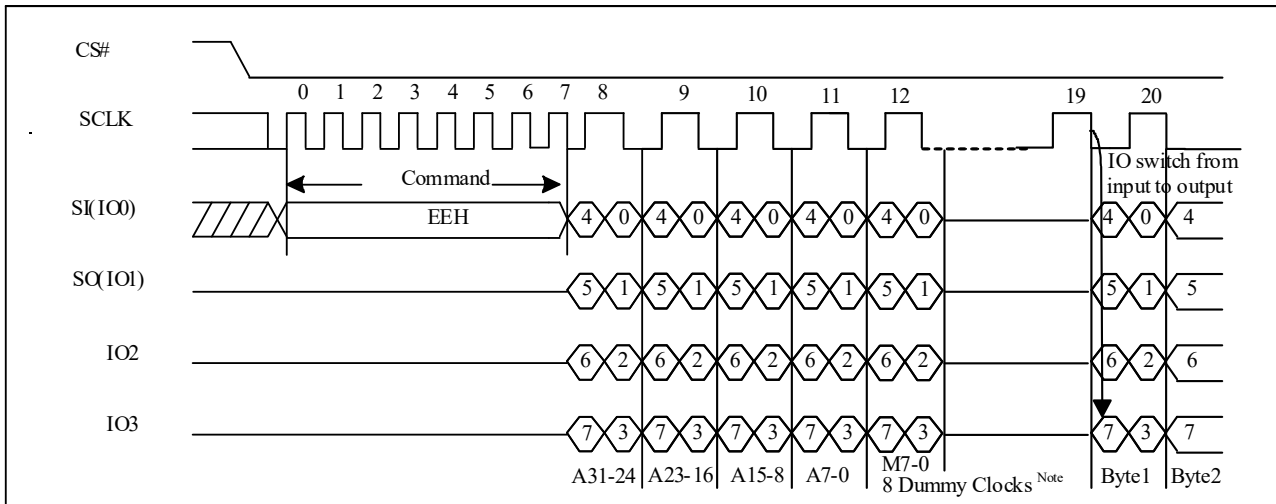 CS#
0 1 2 3 4 5 6 7 8 9 10 11 12 19 20
SCLK
IO switch from
input to output
Command
SI(IO0) EEH 4 0 4 0 4 0 4 0 4 0 4 0 4
SO(IO1) 5 1 5 1 5 1 5 1 5 1 5 1 5
IO2 6 2 6 2 6 2 6 2 6 2 6 2 6
IO3 7 3 7 3 7 3 7 3 7 3 7 3 7
A31-24 A23-16 A15-8 A7-0 M7-0 Byte1 Byte2
8 Dummy Clocks Note